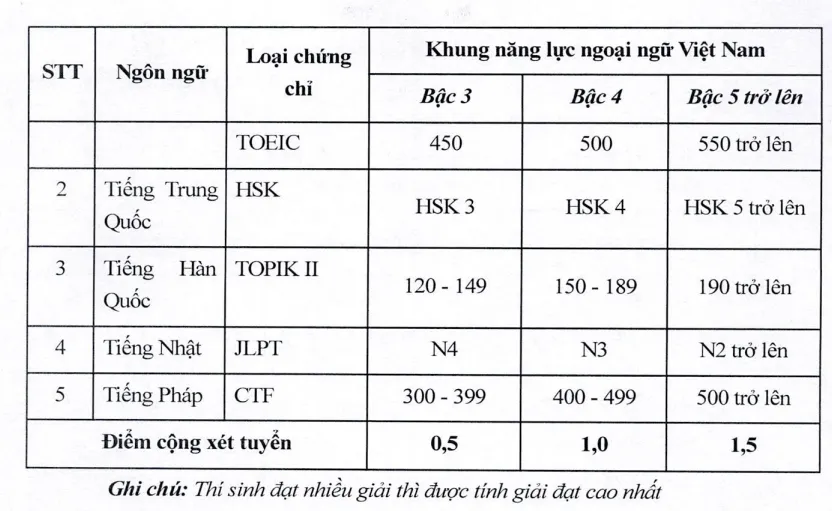 STT Ngôn ngữ Loại chứng chỉ Khung năng lực ngoại ngữ Việt Nam
Bậc 3 Bậc 4 Bậc 5 trở lên
TOEIC 450 500 550 trở lên
2 Tiếng Trung Quốc HSK HSK 3 HSK 4 HSK 5 trở lên
3 Tiếng Hàn Quốc TOPIK II 120 - 149 150 - 189 190 trở lên
4 Tiếng Nhật JLPT N4 N3 N2 trở lên
5 Tiếng Pháp CTF 300 - 399 400 - 499 500 trở lên
Điểm cộng xét tuyển 0,5 1,0 1,5
Ghi chú: Thí sinh đạt nhiều giải thì được tính giải đạt cao nhất